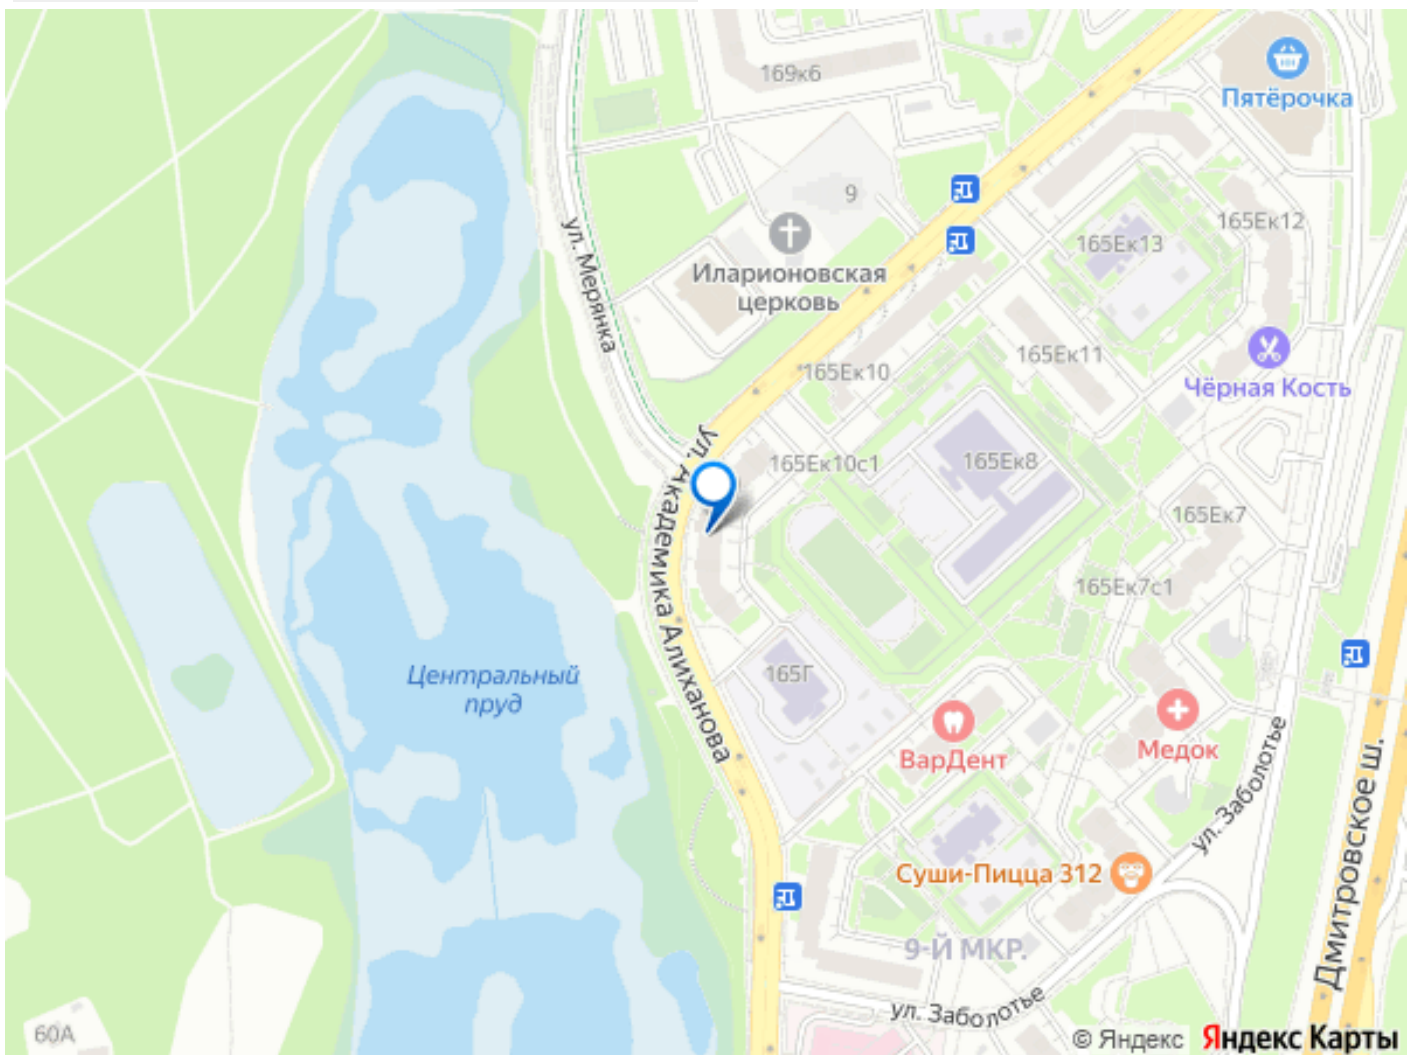 169к6
Пятёрочка
9
165Ек12
165Ек13
ул. Мерянка
Иларионовская
церковь
165Ек11
165Ек10
Чёрная Кость
ул. Академика Алиханова
165Ек10с1
165Ек8
165Ек7
165Ек7с1
Центральный
пруд
165Г
ВарДент
Медок
ул. Заболотье
Суши-Пицца 312
Дмитровское ш.
9-Й МКР.
ул. Заболотье
60А
© Яндекс Яндекс Карты